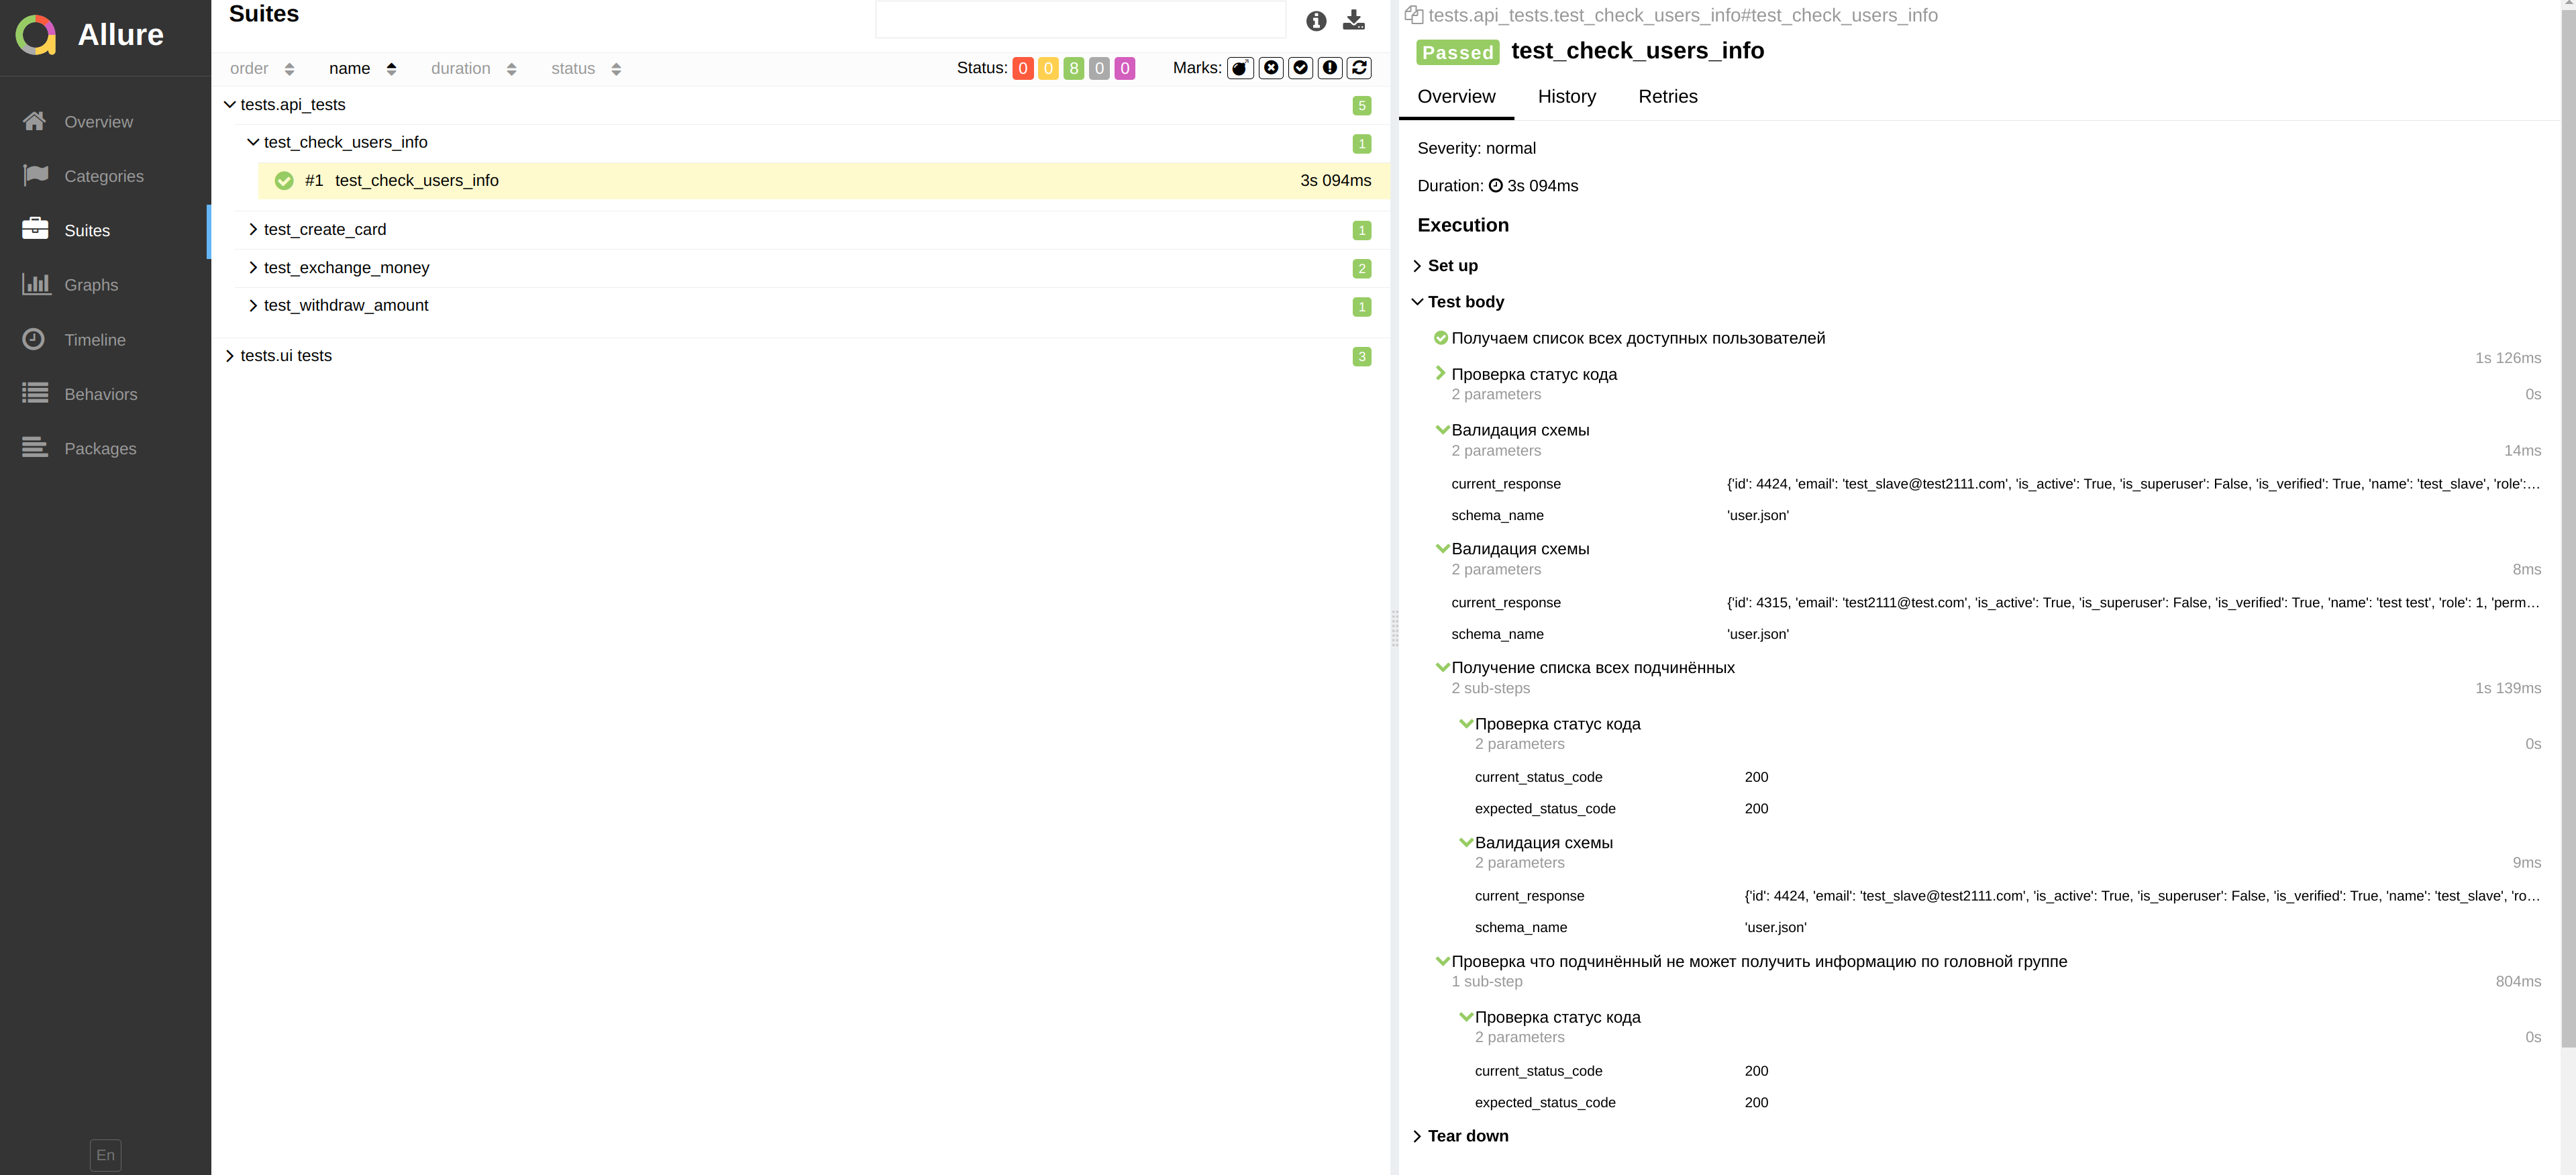 Allure
Overview
Categories
Suites
Graphs
Timeline
Behaviors
Packages
En
Suites
order name duration status Status: 0 0 8 0 0 Marks:
tests.api_tests 5
test_check_users_info 1
#1 test_check_users_info 3s 094ms
test_create_card 1
test_exchange_money 2
test_withdraw_amount 1
tests.ui tests 3
tests.api_tests.test_check_users_info#test_check_users_info
Passed test_check_users_info
Overview History Retries
Severity: normal
Duration: 3s 094ms
Execution
Set up
Test body
Получаем список всех доступных пользователей
1s 126ms
Проверка статус кода
2 parameters 0s
Валидация схемы
2 parameters 14ms
current_response {'id': 4424, 'email': 'test_slave@test2111.com', 'is_active': True, 'is_superuser': False, 'is_verified': True, 'name': 'test_slave', 'role':...
schema_name 'user.json'
Валидация схемы
2 parameters 8ms
current_response {'id': 4315, 'email': 'test2111@test.com', 'is_active': True, 'is_superuser': False, 'is_verified': True, 'name': 'test test', 'role': 1, 'perm...
schema_name 'user.json'
Получение списка всех подчинённых
2 sub-steps 1s 139ms
Проверка статус кода
2 parameters 0s
current_status_code 200
expected_status_code 200
Валидация схемы
2 parameters 9ms
current_response {'id': 4424, 'email': 'test_slave@test2111.com', 'is_active': True, 'is_superuser': False, 'is_verified': True, 'name': 'test_slave', 'ro...
schema_name 'user.json'
Проверка что подчинённый не может получить информацию по головной группе
1 sub-step 804ms
Проверка статус кода
2 parameters 0s
current_status_code 200
expected_status_code 200
Tear down